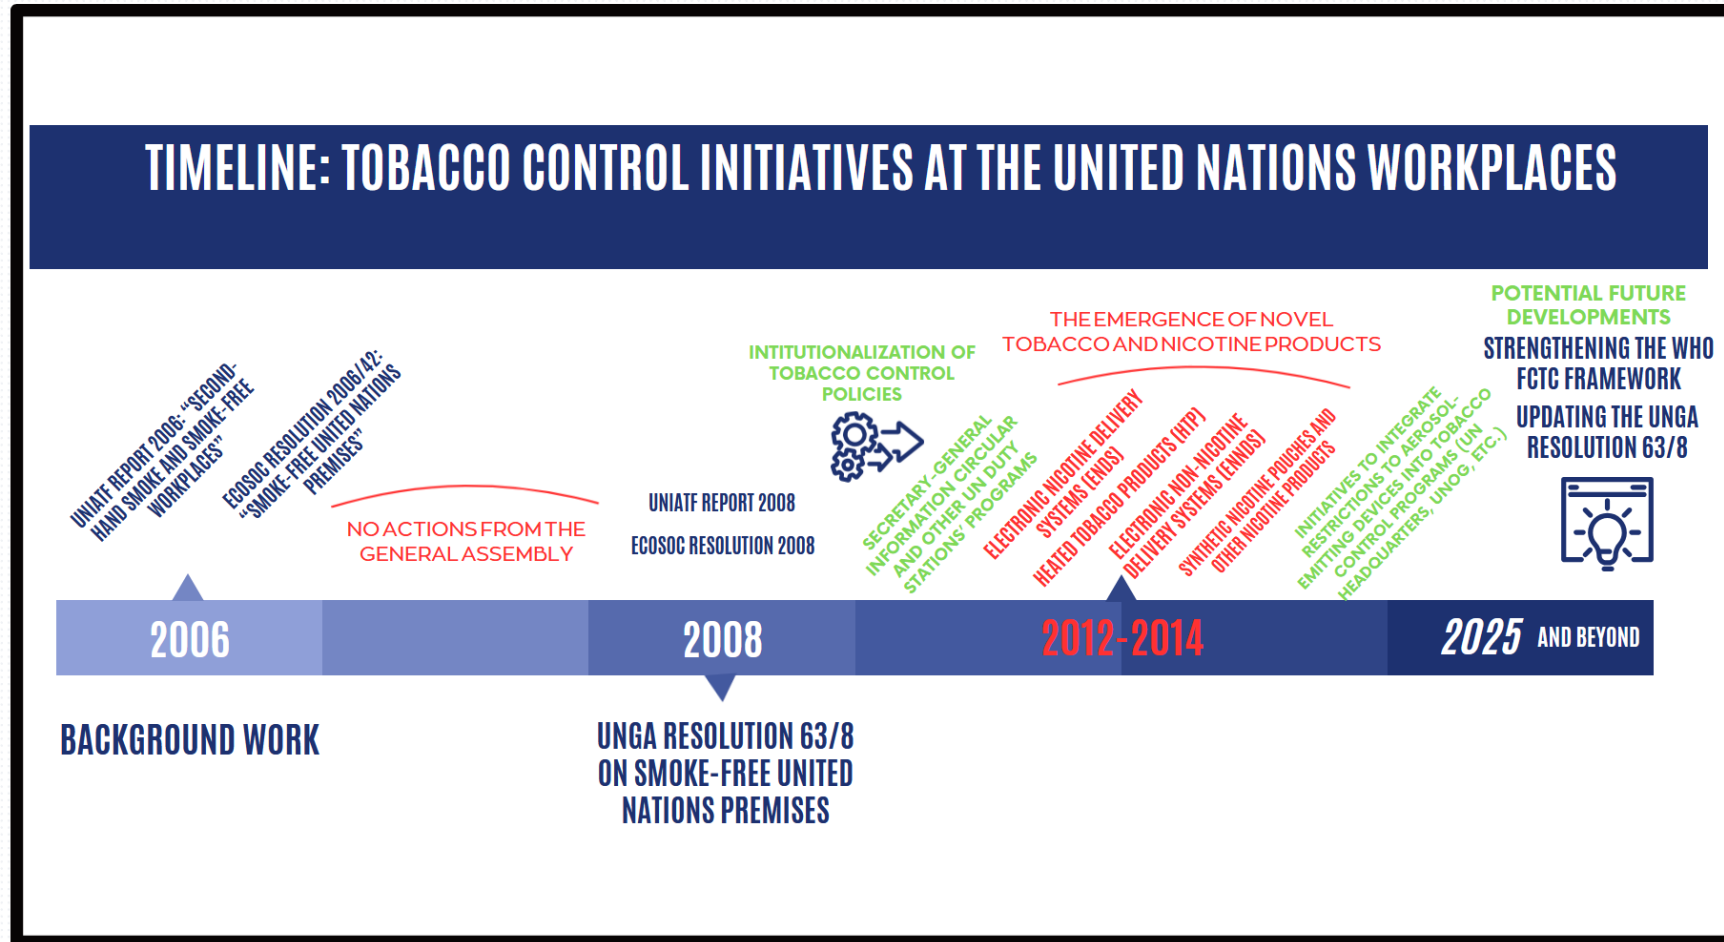 TIMELINE: TOBACCO CONTROL INITIATIVES AT THE UNITED NATIONS WORKPLACES
UNIATF REPORT 2006: “SECOND-
HAND SMOKE AND SMOKE-FREE
WORKPLACES”
ECOSOC RESOLUTION 2006/42:
“SMOKE-FREE UNITED NATIONS
PREMISES”
NO ACTIONS FROM THE
GENERAL ASSEMBLY
UNIATF REPORT 2008
ECOSOC RESOLUTION 2008
INTITUTIONALIZATION OF
TOBACCO CONTROL
POLICIES
SECRETARY-GENERAL
INFORMATION CIRCULAR
AND OTHER UN DUTY
STATIONS’ PROGRAMS
THE EMERGENCE OF NOVEL
TOBACCO AND NICOTINE PRODUCTS
ELECTRONIC NICOTINE DELIVERY
SYSTEMS (ENDS)
HEATED TOBACCO PRODUCTS (HTP)
ELECTRONIC NON-NICOTINE
DELIVERY SYSTEMS (ENNDS)
SYNTHETIC NICOTINE POUCHES AND
OTHER NICOTINE PRODUCTS
INITIATIVES TO INTEGRATE
RESTRICTIONS TO AEROSOL-
EMITTING DEVICES INTO TOBACCO
CONTROL PROGRAMS (UN
HEADQUARTERS, UNOG, ETC.)
POTENTIAL FUTURE
DEVELOPMENTS
STRENGTHENING THE WHO
FCTC FRAMEWORK
UPDATING THE UNGA
RESOLUTION 63/8
2006
2008
2012-2014
2025 AND BEYOND
BACKGROUND WORK
UNGA RESOLUTION 63/8
ON SMOKE-FREE UNITED
NATIONS PREMISES